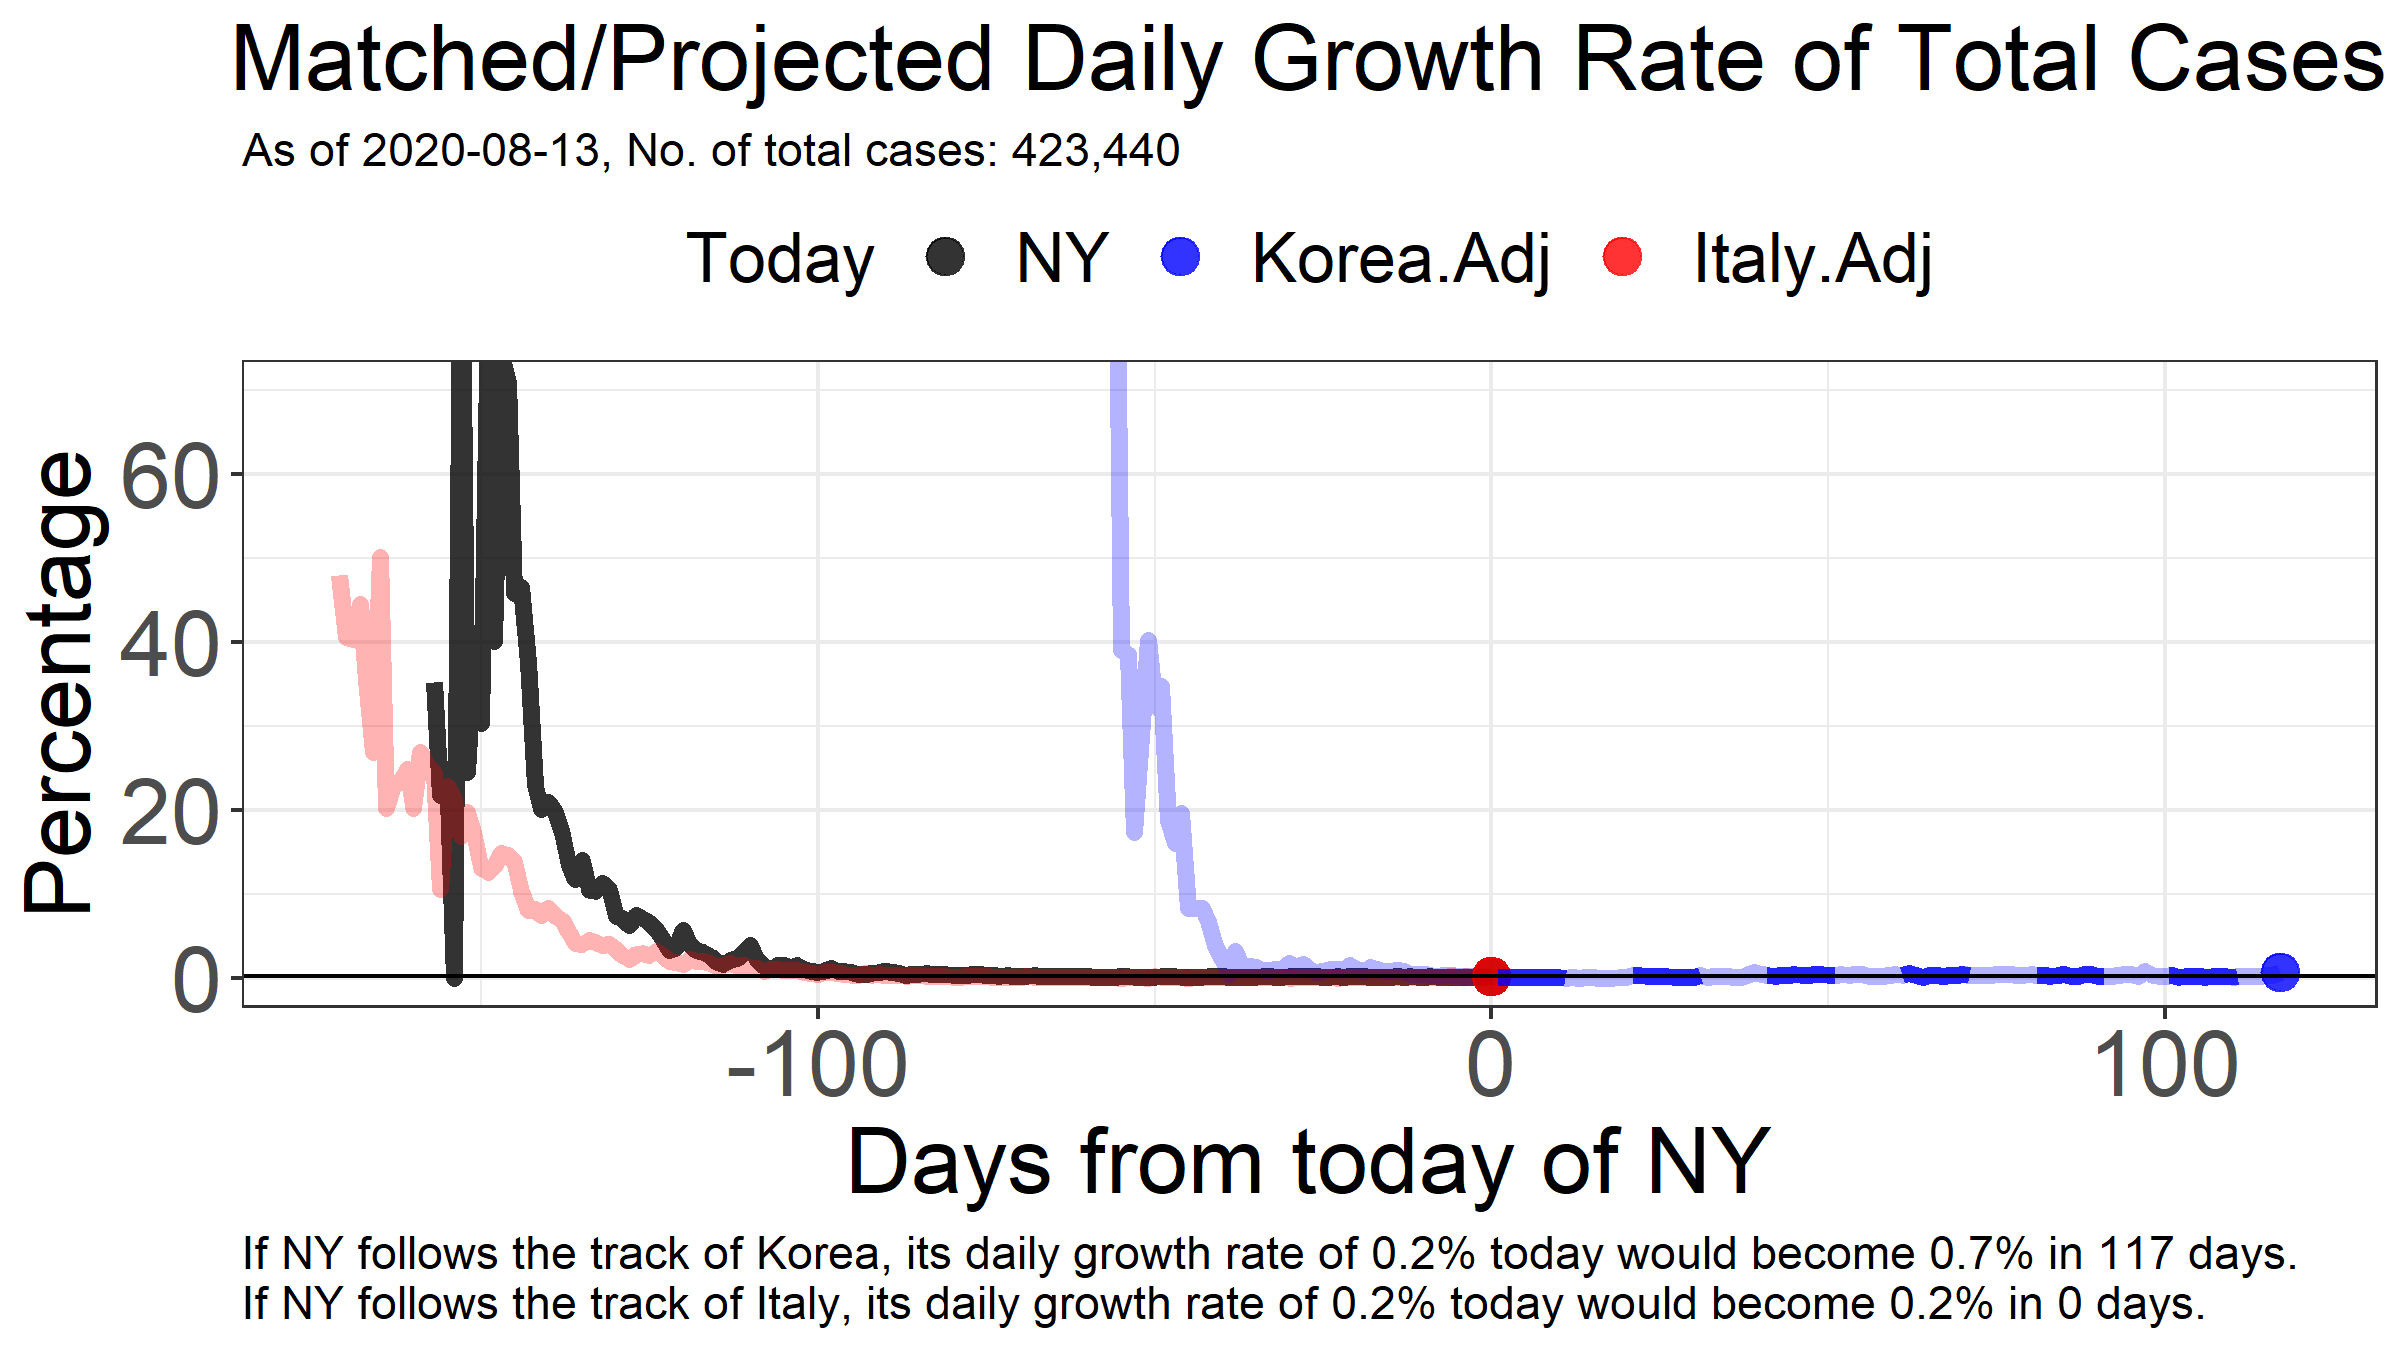 Matched/Projected Daily Growth Rate of Total Cases
As of 2020-08-13, No. of total cases: 423,440
Today NY Korea.Adj Italy.Adj
Percentage
60
40
20
0
-100 0 100
Days from today of NY
If NY follows the track of Korea, its daily growth rate of 0.2% today would become 0.7% in 117 days.
If NY follows the track of Italy, its daily growth rate of 0.2% today would become 0.2% in 0 days.